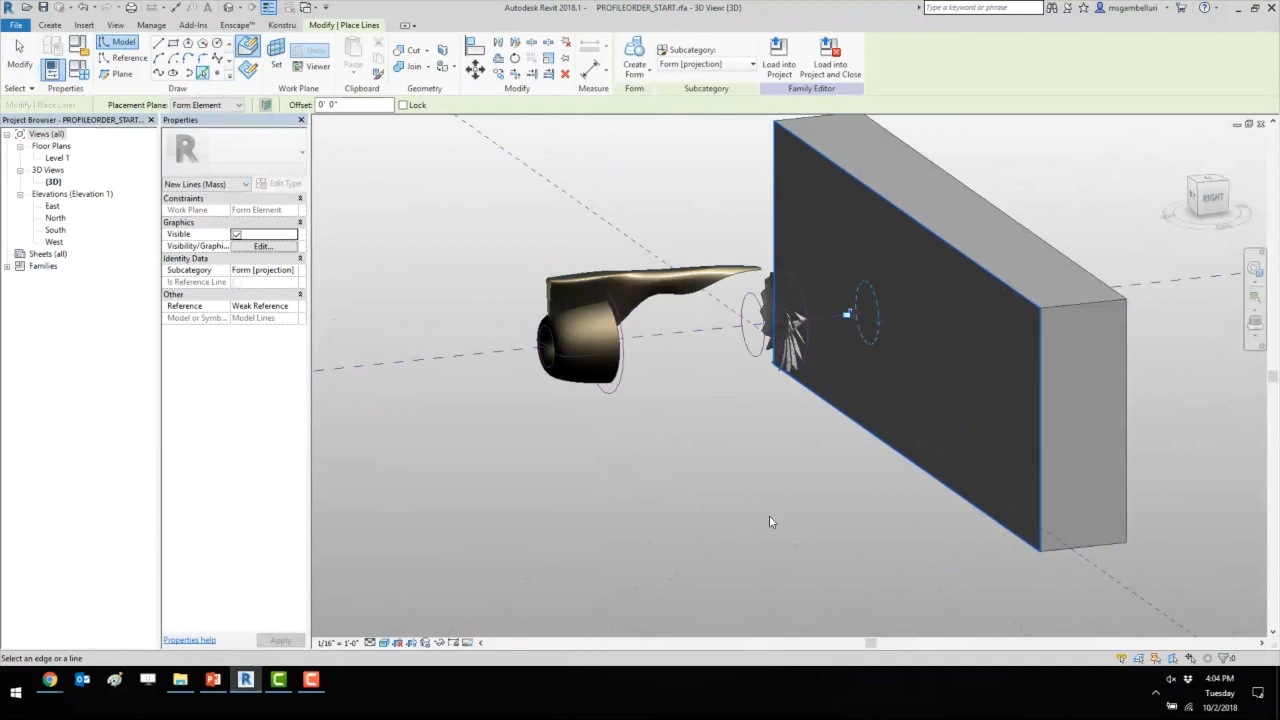 Autodesk Revit 2018.1 - PROFILEORDER_START.rfa - 3D View: {3D}
Type a keyword or phrase
msgambelluri
File Create Insert View Manage Add-Ins Enscape™ Konstru Modify | Place Lines
Modify
Model
Reference
Plane
Set
Show
Viewer
Paste
Cut
Join
Create Form
Subcategory:
Form [projection]
Load into Project
Load into Project and Close
Select Properties Draw Work Plane Clipboard Geometry Modify Measure Form Subcategory Family Editor
Modify | Place Lines Placement Plane: Form Element Offset: 0' 0" Lock
Project Browser - PROFILEORDER_START...
Views (all)
Floor Plans
Level 1
3D Views
{3D}
Elevations (Elevation 1)
East
North
South
West
Sheets (all)
Families
Properties
R
New Lines (Mass) Edit Type
Constraints
Work Plane Form Element
Graphics
Visible
Visibility/Graphi... Edit...
Identity Data
Subcategory Form [projection]
Is Reference Line
Other
Reference Weak Reference
Model or Symb... Model Lines
Properties help Apply
RIGHT
1/16" = 1'-0"
Select an edge or a line
:0
4:04 PM
Tuesday
10/2/2018